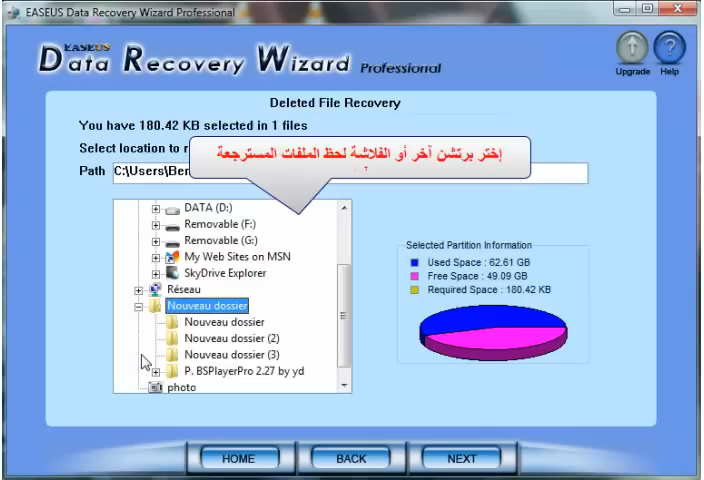 EASEUS Data Recovery Wizard Professional
EASEUS
Data Recovery Wizard Professional
Upgrade
Help
Deleted File Recovery
You have 180.42 KB selected in 1 files
Select location to r
إختر برتشن آخر أو الفلاشة لحظ الملفات المسترجعة
Path C:\Users\Ber
DATA (D:)
Removable (F:)
Removable (G:)
My Web Sites on MSN
SkyDrive Explorer
Réseau
Nouveau dossier
Nouveau dossier
Nouveau dossier (2)
Nouveau dossier (3)
P. BSPlayerPro 2.27 by yd
photo
Selected Partition Information
Used Space : 62.61 GB
Free Space : 49.09 GB
Required Space : 180.42 KB
HOME
BACK
NEXT